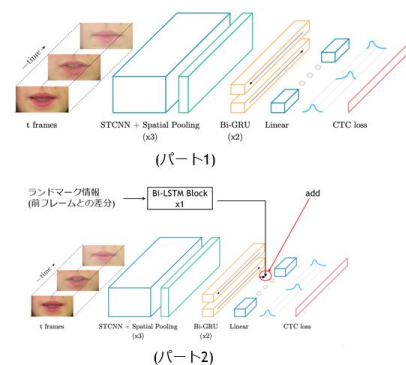 time
t frames
STCNN + Spatial Pooling
(x3)
Bi-GRU
(x2)
Linear
CTC loss
(パート1)
ランドマーク情報
(前フレームとの差分)
BI-LSTM Block
x1
add
time
t frames
STCNN + Spatial Pooling
(x3)
Bi-GRU
(x2)
Linear
CTC loss
(パート2)